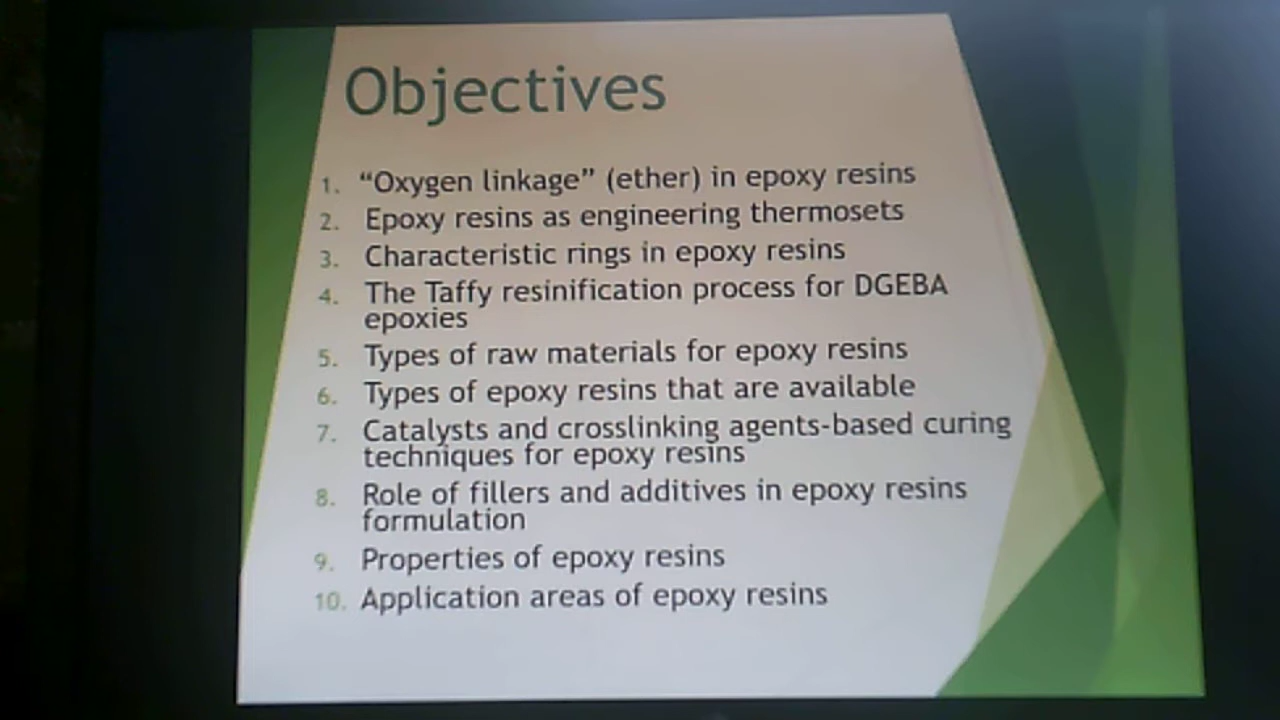 Objectives
1. “Oxygen linkage” (ether) in epoxy resins
2. Epoxy resins as engineering thermosets
3. Characteristic rings in epoxy resins
4. The Taffy resinification process for DGEBA
epoxies
5. Types of raw materials for epoxy resins
6. Types of epoxy resins that are available
7. Catalysts and crosslinking agents-based curing
techniques for epoxy resins
8. Role of fillers and additives in epoxy resins
formulation
9. Properties of epoxy resins
10. Application areas of epoxy resins